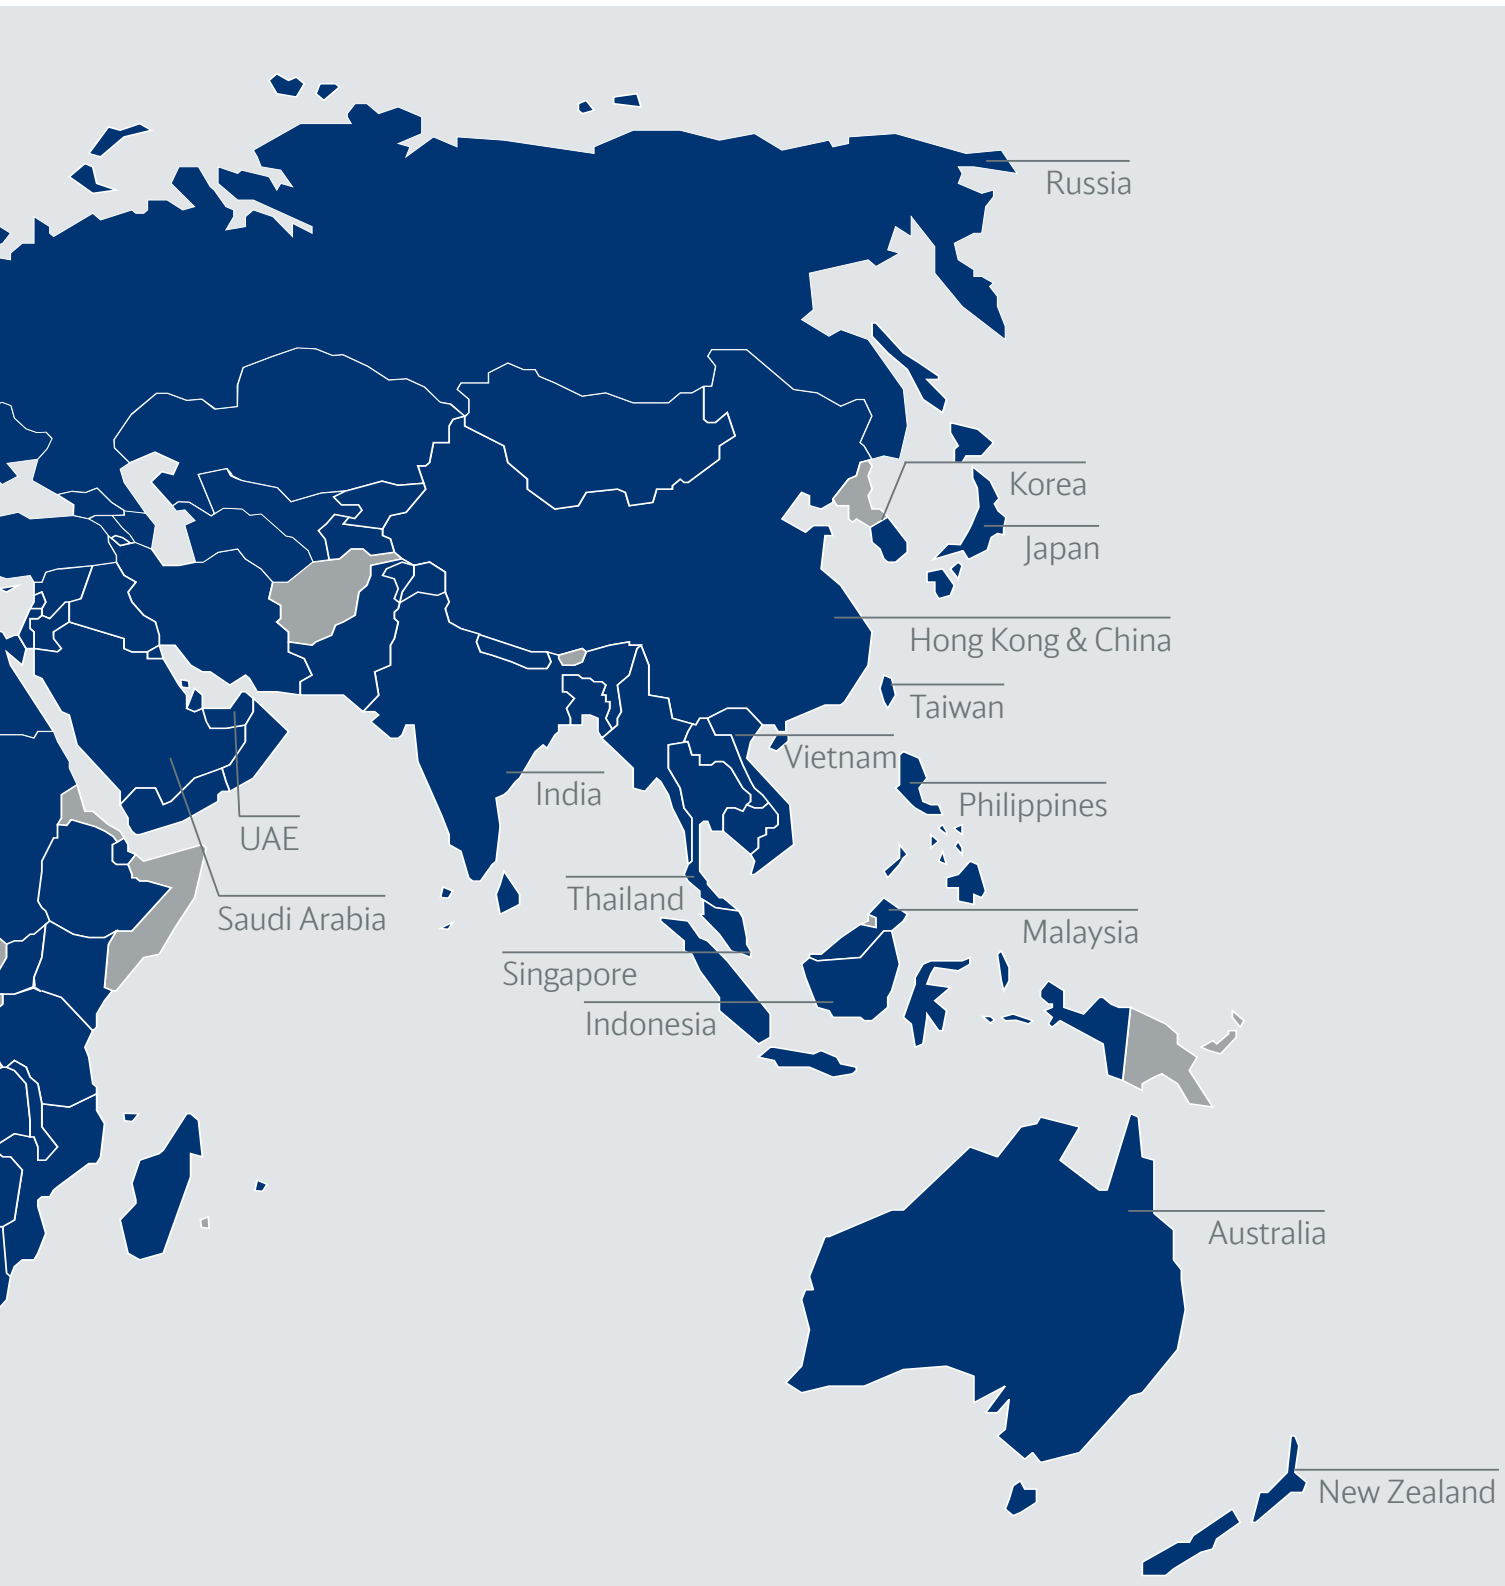 Russia
Korea
Japan
Hong Kong & China
Taiwan
Vietnam
India
Philippines
UAE
Thailand
Saudi Arabia
Malaysia
Singapore
Indonesia
Australia
New Zealand